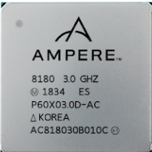 AMPERE
8180 3.0 GHZ
Ⓜ 1834 ES
P60X03.0D-AC
KOREA
AC818030B010C